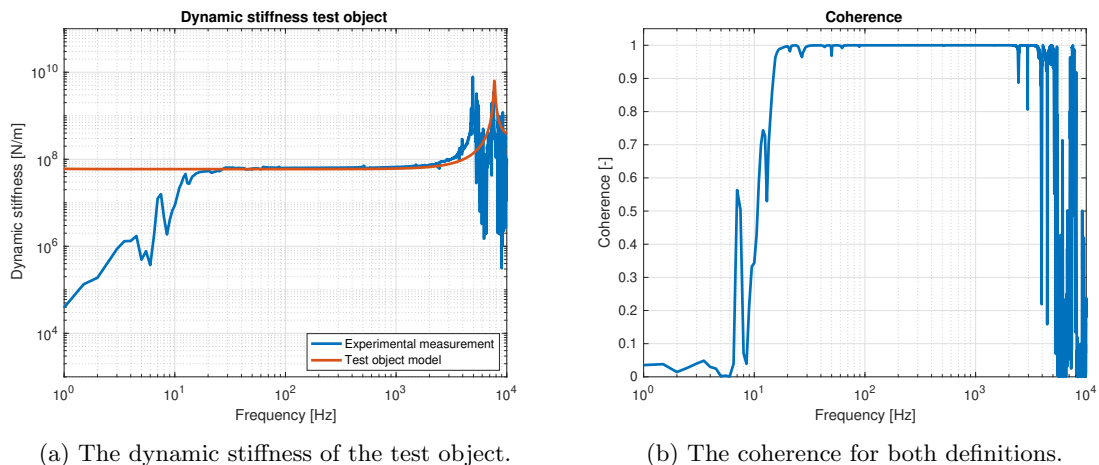 Dynamic stiffness test object
Dynamic stiffness [N/m]
10^10
10^8
10^6
10^4
Experimental measurement
Test object model
10^0 10^1 10^2 10^3 10^4
Frequency [Hz]
(a) The dynamic stiffness of the test object.
Coherence
Coherence [-]
1
0.9
0.8
0.7
0.6
0.5
0.4
0.3
0.2
0.1
0
10^0 10^1 10^2 10^3 10^4
Frequency [Hz]
(b) The coherence for both definitions.